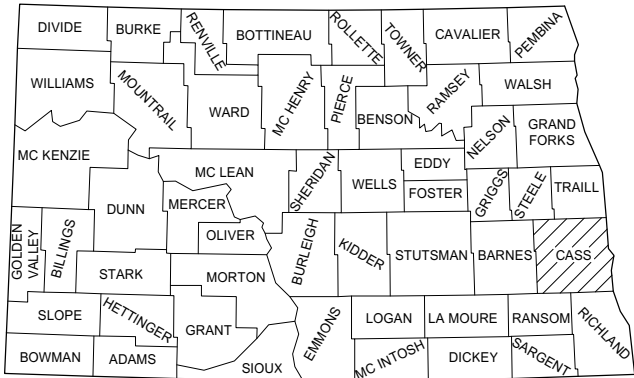 DIVIDE
BURKE
RENVILLE
BOTTINEAU
ROLLETTE
TOWNER
CAVALIER
PEMBINA
WILLIAMS
MOUNTRAIL
WARD
MC HENRY
PIERCE
BENSON
RAMSEY
WALSH
NELSON
GRAND
FORKS
MC KENZIE
DUNN
MC LEAN
MERCER
OLIVER
SHERIDAN
WELLS
EDDY
FOSTER
GRIGGS
STEELE
TRAILL
GOLDEN
VALLEY
BILLINGS
STARK
MORTON
BURLEIGH
KIDDER
STUTSMAN
BARNES
CASS
SLOPE
HETTINGER
GRANT
EMMONS
LOGAN
LA MOURE
RANSOM
RICHLAND
BOWMAN
ADAMS
SIOUX
MC INTOSH
DICKEY
SARGENT